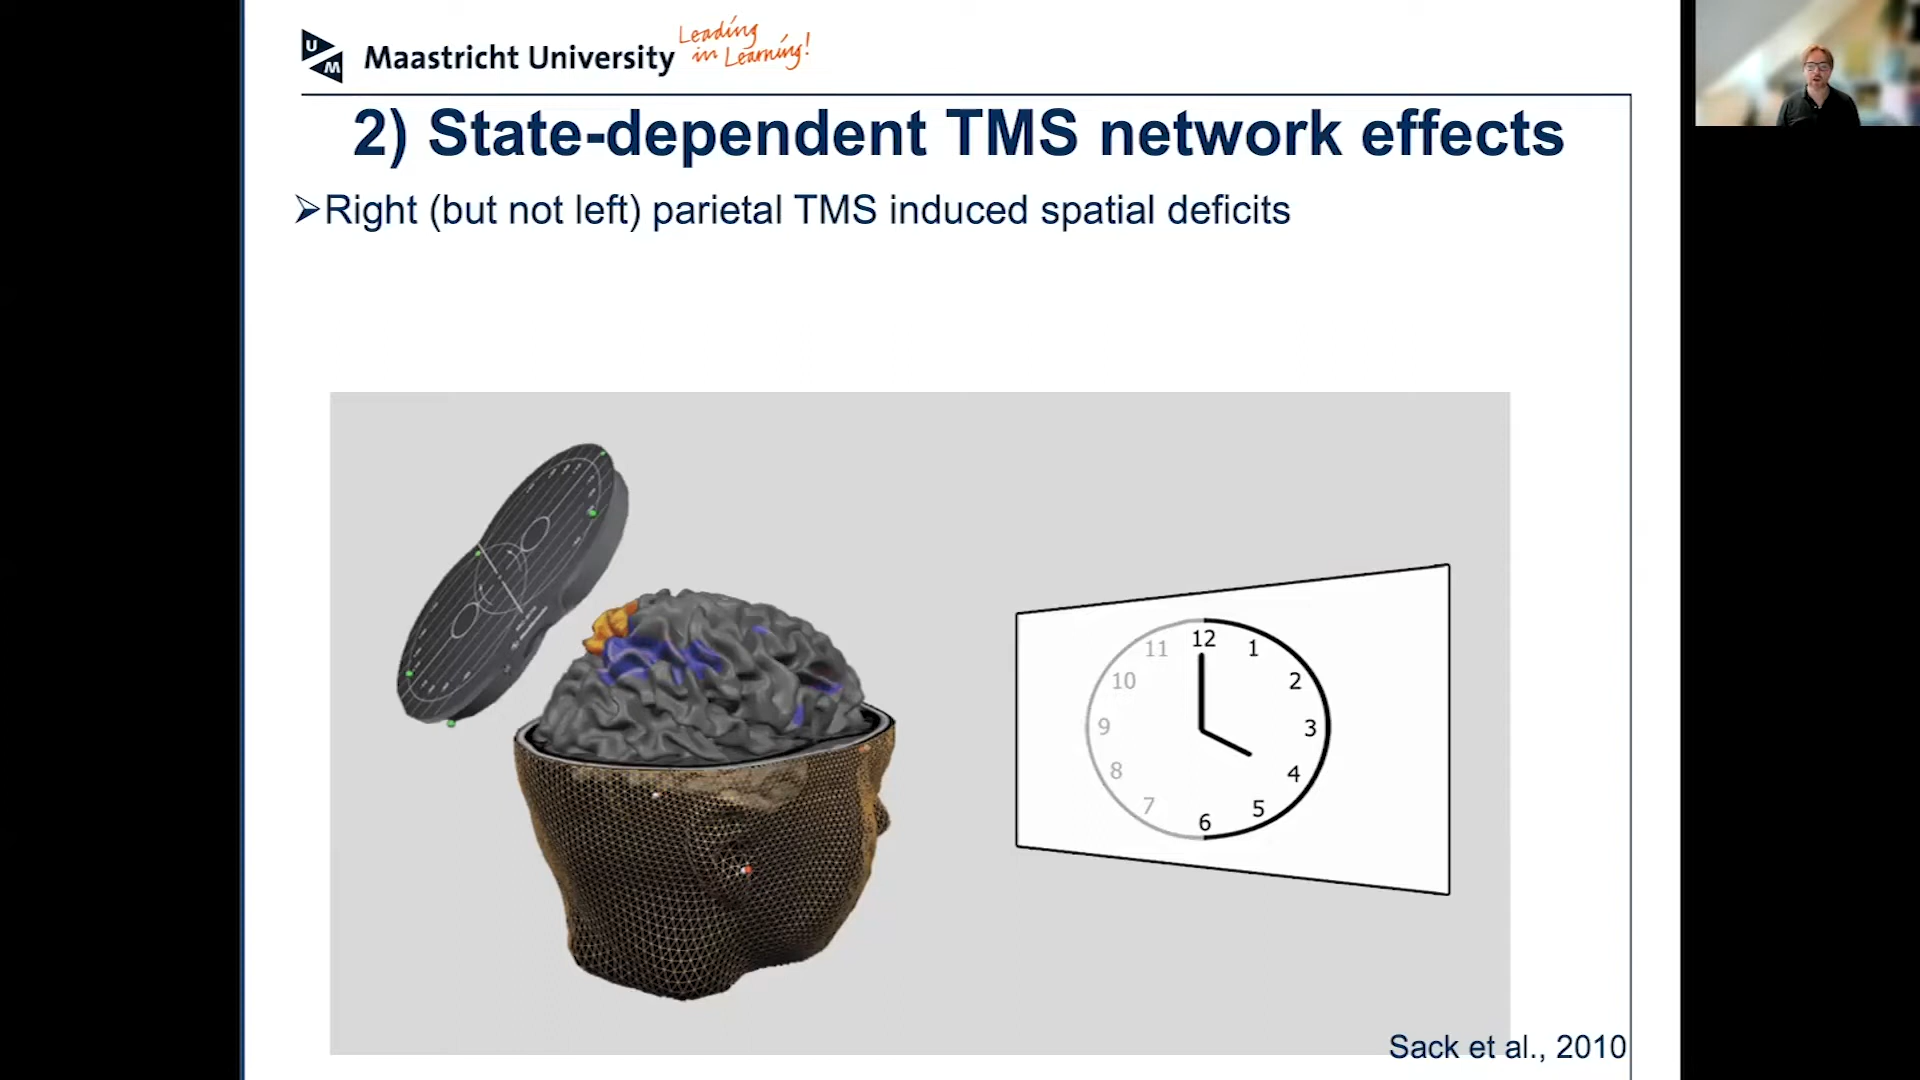 U
M
Maastricht University
Leading
in Learning!
2) State-dependent TMS network effects
➢Right (but not left) parietal TMS induced spatial deficits
11 12 1
10 2
9 3
8 4
7 5
6
Sack et al., 2010